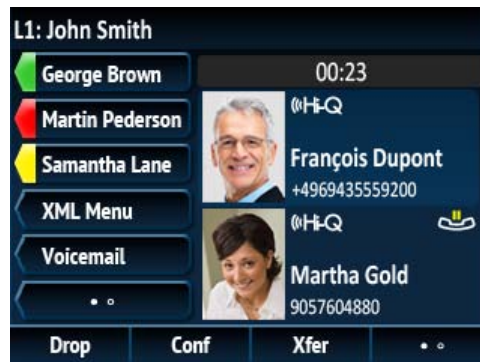 L1: John Smith
George Brown
Martin Pederson
Samantha Lane
XML Menu
Voicemail
00:23
Hi-Q
François Dupont
+4969435559200
Hi-Q
Martha Gold
9057604880
Drop
Conf
Xfer